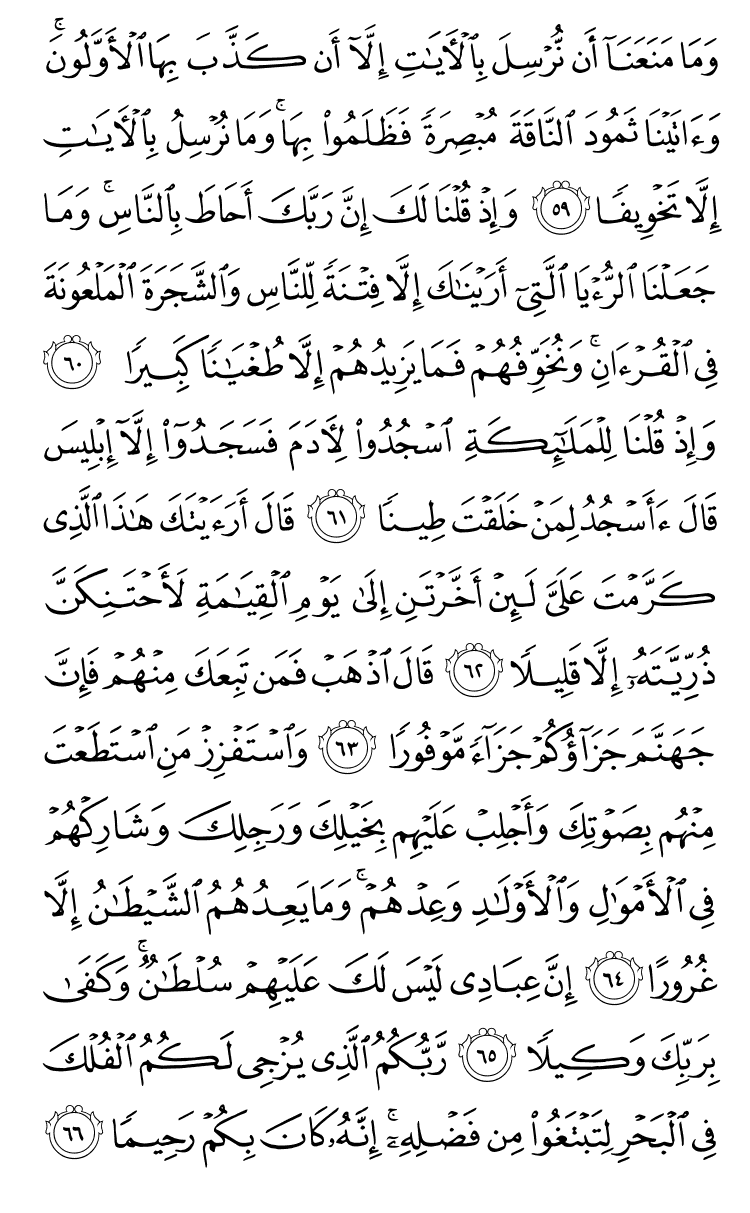 وَمَا مَنَعَنَآ أَن نُّرْسِلَ بِٱلْـَٔايَـٰتِ إِلَّآ أَن كَذَّبَ بِهَا ٱلْأَوَّلُونَ ۚ
وَءَاتَيْنَا ثَمُودَ ٱلنَّاقَةَ مُبْصِرَةً فَظَلَمُوا۟ بِهَا ۚ وَمَا نُرْسِلُ بِٱلْـَٔايَـٰتِ
إِلَّا تَخْوِيفًا ٥٩ وَإِذْ قُلْنَا لَكَ إِنَّ رَبَّكَ أَحَاطَ بِٱلنَّاسِ ۚ وَمَا
جَعَلْنَا ٱلرُّءْيَا ٱلَّتِىٓ أَرَيْنَـٰكَ إِلَّا فِتْنَةً لِّلنَّاسِ وَٱلشَّجَرَةَ ٱلْمَلْعُونَةَ
فِى ٱلْقُرْءَانِ ۚ وَنُخَوِّفُهُمْ فَمَا يَزِيدُهُمْ إِلَّا طُغْيَـٰنًا كَبِيرًا ٦٠
وَإِذْ قُلْنَا لِلْمَلَـٰٓئِكَةِ ٱسْجُدُوا۟ لِـَٔادَمَ فَسَجَدُوٓا۟ إِلَّآ إِبْلِيسَ
قَالَ ءَأَسْجُدُ لِمَنْ خَلَقْتَ طِينًا ٦١ قَالَ أَرَءَيْتَكَ هَـٰذَا ٱلَّذِى
كَرَّمْتَ عَلَىَّ لَئِنْ أَخَّرْتَنِ إِلَىٰ يَوْمِ ٱلْقِيَـٰمَةِ لَأَحْتَنِكَنَّ
ذُرِّيَّتَهُۥٓ إِلَّا قَلِيلًا ٦٢ قَالَ ٱذْهَبْ فَمَن تَبِعَكَ مِنْهُمْ فَإِنَّ
جَهَنَّمَ جَزَآؤُكُمْ جَزَآءً مَّوْفُورًا ٦٣ وَٱسْتَفْزِزْ مَنِ ٱسْتَطَعْتَ
مِنْهُم بِصَوْتِكَ وَأَجْلِبْ عَلَيْهِم بِخَيْلِكَ وَرَجِلِكَ وَشَارِكْهُمْ
فِى ٱلْأَمْوَٰلِ وَٱلْأَوْلَـٰدِ وَعِدْهُمْ ۚ وَمَا يَعِدُهُمُ ٱلشَّيْطَـٰنُ إِلَّا
غُرُورًا ٦٤ إِنَّ عِبَادِى لَيْسَ لَكَ عَلَيْهِمْ سُلْطَـٰنٌ ۚ وَكَفَىٰ
بِرَبِّكَ وَكِيلًا ٦٥ رَّبُّكُمُ ٱلَّذِى يُزْجِى لَكُمُ ٱلْفُلْكَ
فِى ٱلْبَحْرِ لِتَبْتَغُوا۟ مِن فَضْلِهِۦٓ ۚ إِنَّهُۥ كَانَ بِكُمْ رَحِيمًا ٦٦